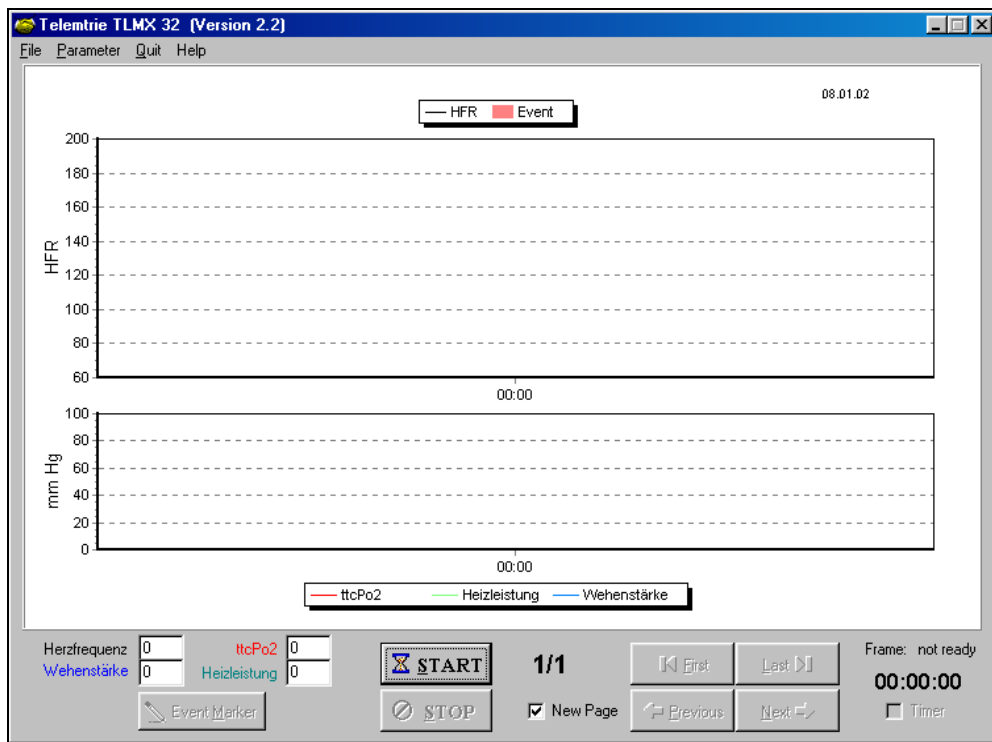 Telemtrie TLMX 32 (Version 2.2)
File Parameter Quit Help
08.01.02
HFR Event
200
180
160
140
120
100
80
60
HFR
00:00
100
80
60
40
20
0
mm Hg
00:00
ttcPo2 Heizleistung Wehenstärke
Herzfrequenz 0 ttcPo2 0
Wehenstärke 0 Heizleistung 0
Event Marker
START
STOP
1/1
New Page
First Last
Previous Next
Frame: not ready
00:00:00
Timer